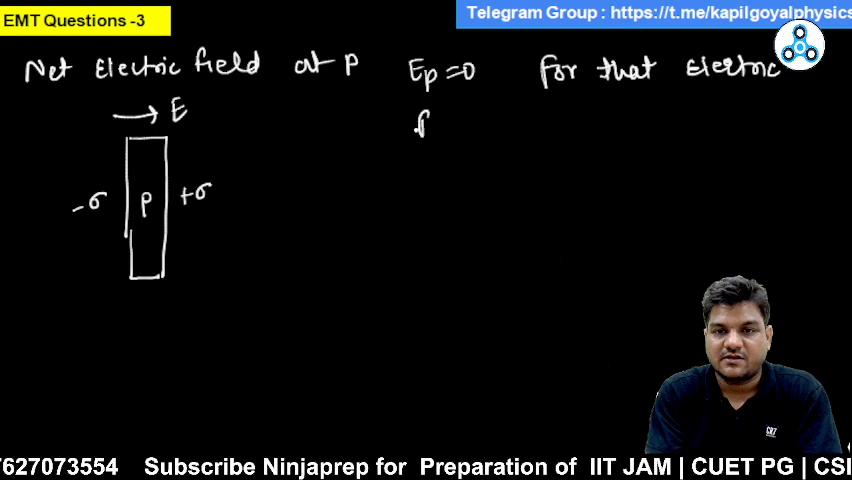 EMT Questions -3
Telegram Group : https://t.me/kapilgoyalphysics
Net Electric field at P Ep=0 for that Electric
→ E
-σ P +σ
7627073554 Subscribe Ninjaprep for Preparation of IIT JAM | CUET PG | CSI